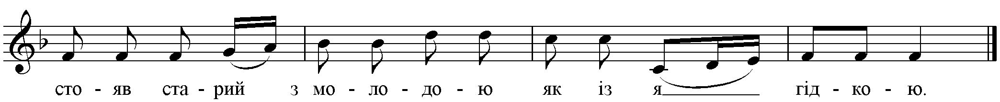 сто - яв ста - рий з мо - ло - до - ю як із я гід - ко - ю.